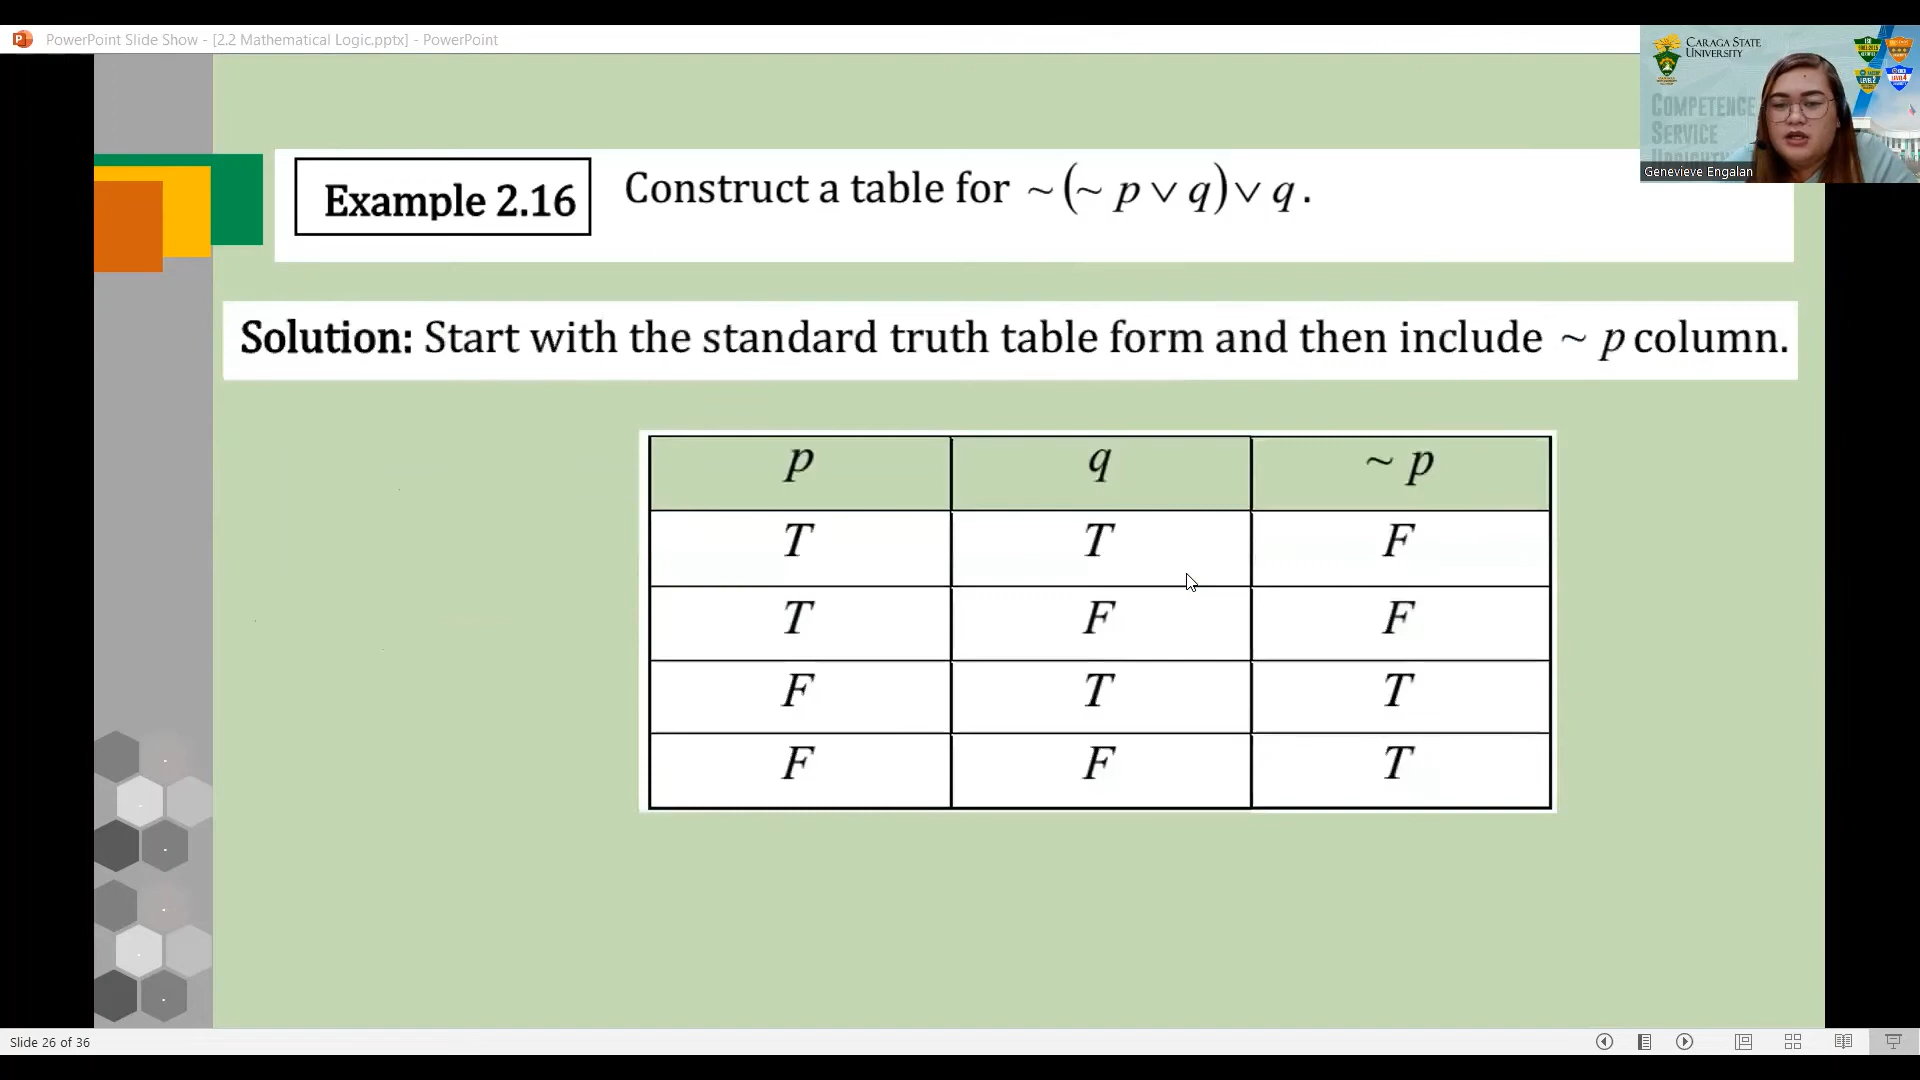 PowerPoint Slide Show - [2.2 Mathematical Logic.pptx] - PowerPoint
CARAGA STATE
UNIVERSITY
COMPETENCE
SERVICE
UPRIGHTN
Genevieve Engalan
Example 2.16 Construct a table for ~(~ p ∨ q) ∨ q .
Solution: Start with the standard truth table form and then include ~ p column.
p q ~ p
T T F
T F F
F T T
F F T
Slide 26 of 36